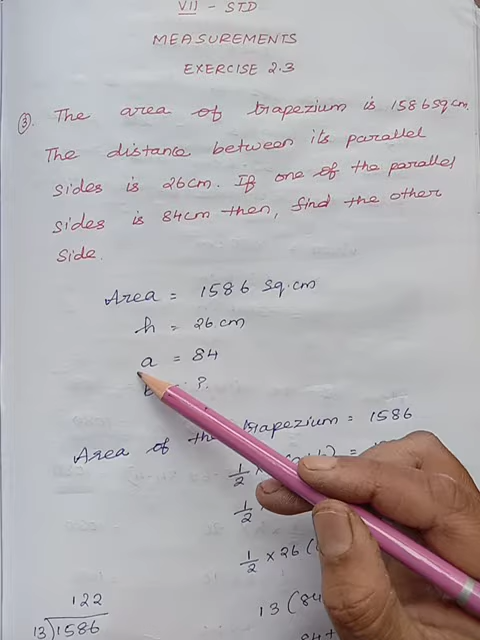 VII - STD
MEASUREMENTS
EXERCISE 2.3
③. The area of trapezium is 1586 sq cm.
The distance between its parallel
sides is 26cm. If one of the parallel
sides is 84cm then, find the other
side.
Area = 1586 sq.cm
h = 26 cm
a = 84
?
Area of the trapezium = 1586
1/2 ×
1/2
1/2 × 26 (
13 (84
84+
122
13)1586